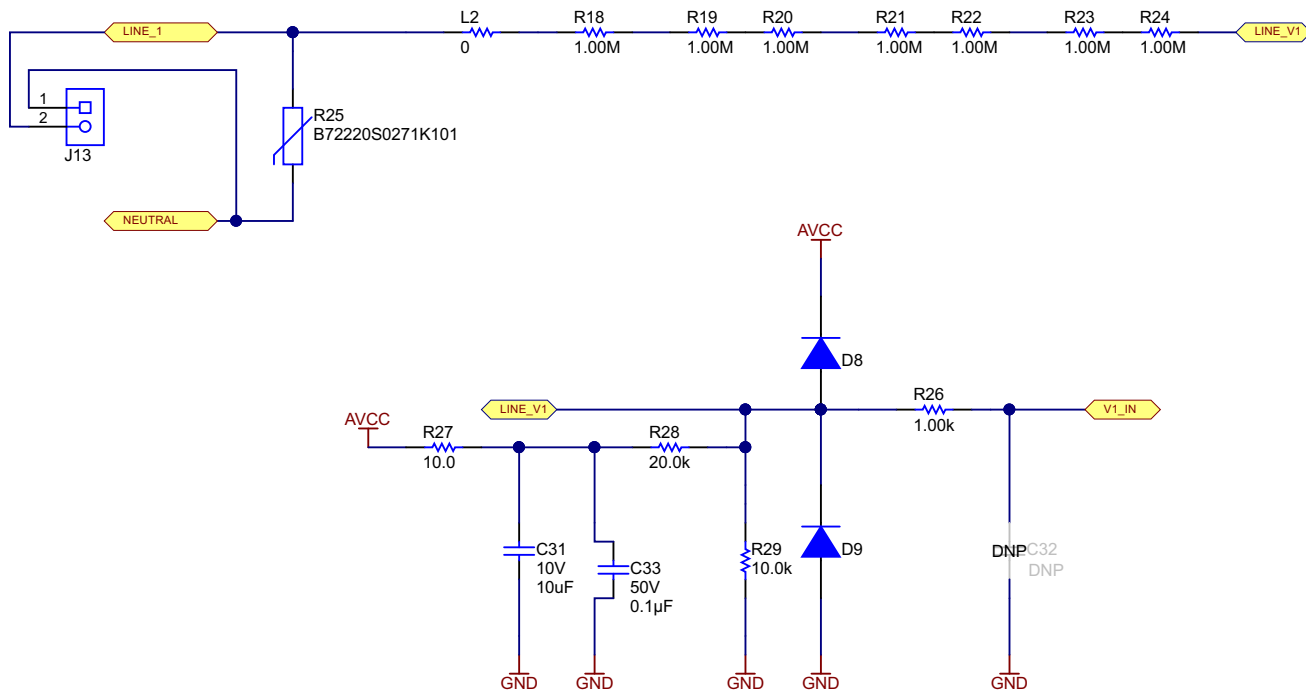 LINE_1
L2
0
R18
1.00M
R19
1.00M
R20
1.00M
R21
1.00M
R22
1.00M
R23
1.00M
R24
1.00M
LINE_V1
1
2
J13
R25
B72220S0271K101
NEUTRAL
AVCC
D8
LINE_V1
R26
1.00k
V1_IN
AVCC
R27
10.0
R28
20.0k
C31
10V
10uF
C33
50V
0.1µF
R29
10.0k
D9
DNP
C32
DNP
GND
GND
GND
GND
GND